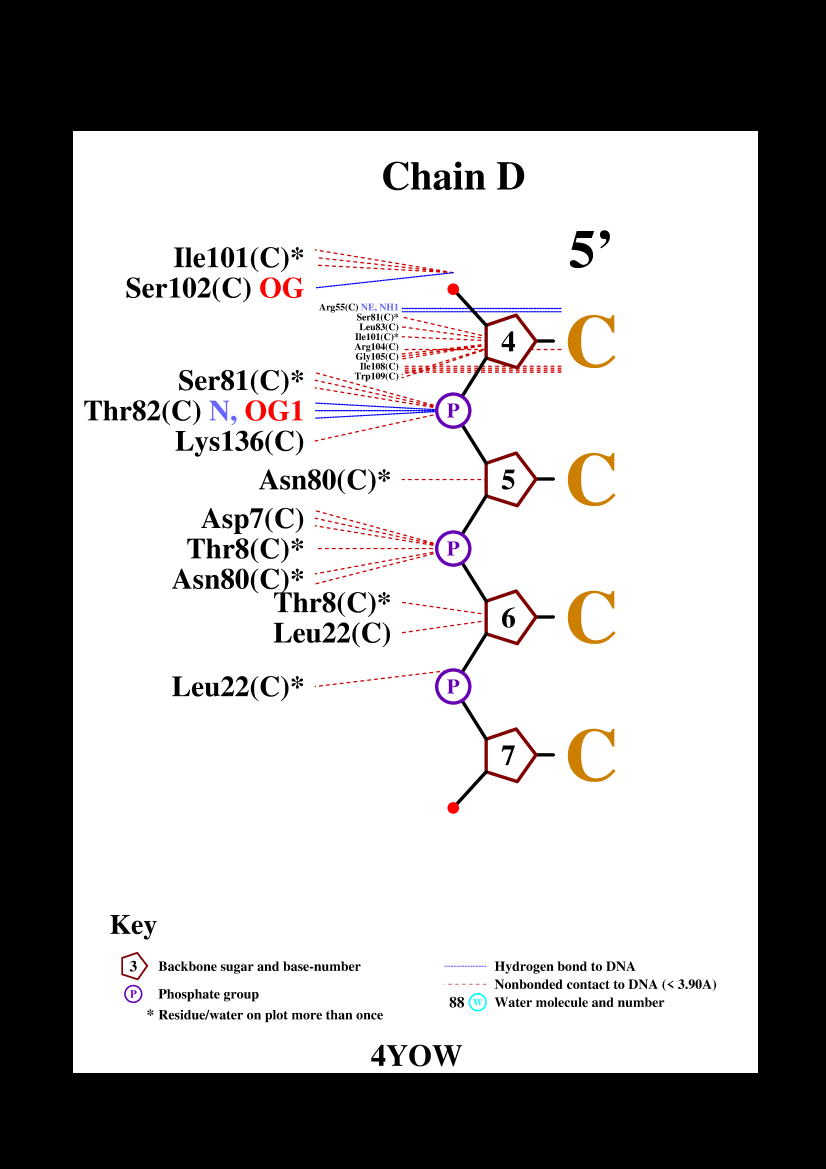 Chain D
5’
Ile101(C)*
Ser102(C) OG
Arg55(C) NE, NH1
Ser81(C)*
Leu83(C)
Ile101(C)*
Arg104(C)
Gly105(C)
Ile108(C)
Trp109(C)
4 C
Ser81(C)*
Thr82(C) N, OG1
P
Lys136(C)
Asn80(C)*
5 C
Asp7(C)
Thr8(C)*
P
Asn80(C)*
Thr8(C)*
6 C
Leu22(C)
Leu22(C)*
P
7 C
Key
3 Backbone sugar and base-number
P Phosphate group
* Residue/water on plot more than once
Hydrogen bond to DNA
Nonbonded contact to DNA (< 3.90A)
88 W Water molecule and number
4YOW